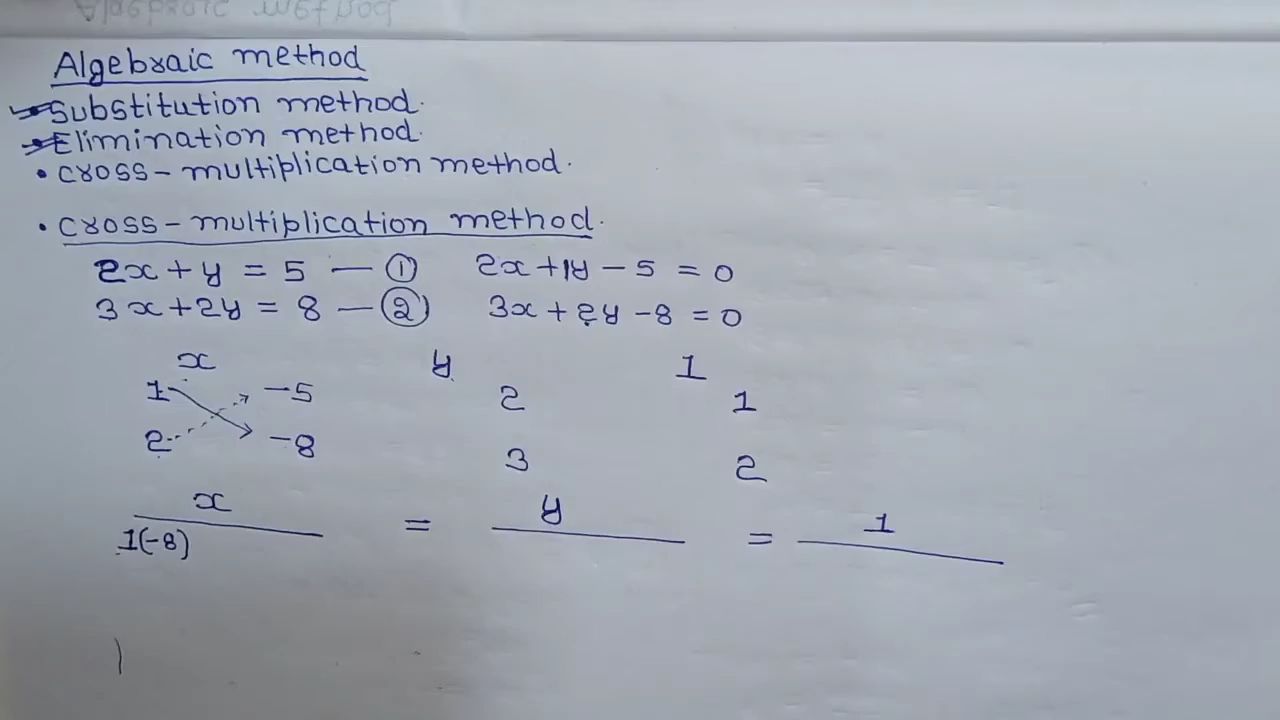 Algebraic method
Substitution method.
Elimination method.
• cross-multiplication method.
• cross-multiplication method.
2x + y = 5 — ① 2x + 1y - 5 = 0
3x + 2y = 8 — ② 3x + 2y - 8 = 0
x y 1
1 -5 2 1
2 -8 3 2
x = y = 1
1(-8)